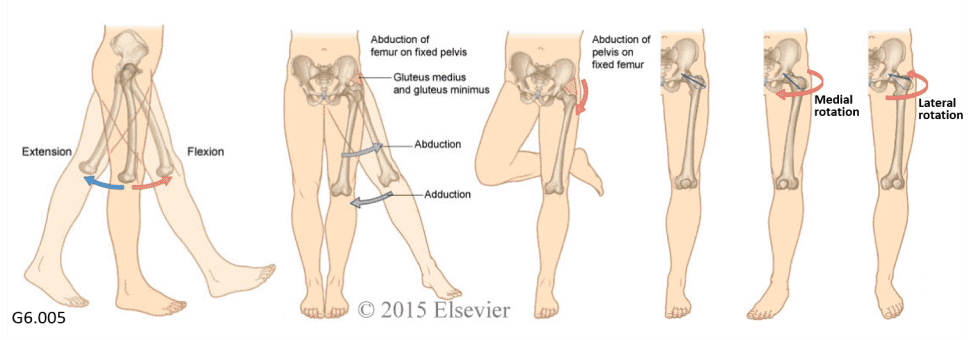 Extension
Flexion
Abduction of
femur on fixed pelvis
Gluteus medius
and gluteus minimus
Abduction
Adduction
Abduction of
pelvis on
fixed femur
Medial
rotation
Lateral
rotation
G6.005
© 2015 Elsevier